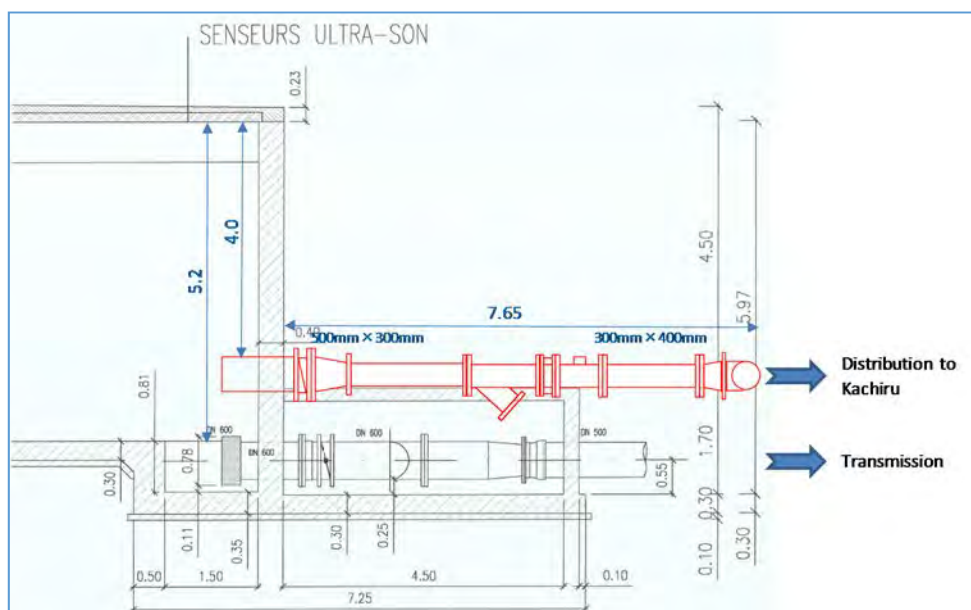 SENSEURS ULTRA-SON
0.23
4.0
5.2
4.50
5.97
7.65
0.40
500mm×300mm
300mm×400mm
Distribution to
Kachiru
0.81
DN 600
0.78
DN 600
DN 600
DN 500
1.70
Transmission
0.55
0.30
0.11
0.35
0.30
0.25
0.30
0.10
0.30
0.50
1.50
4.50
0.10
7.25